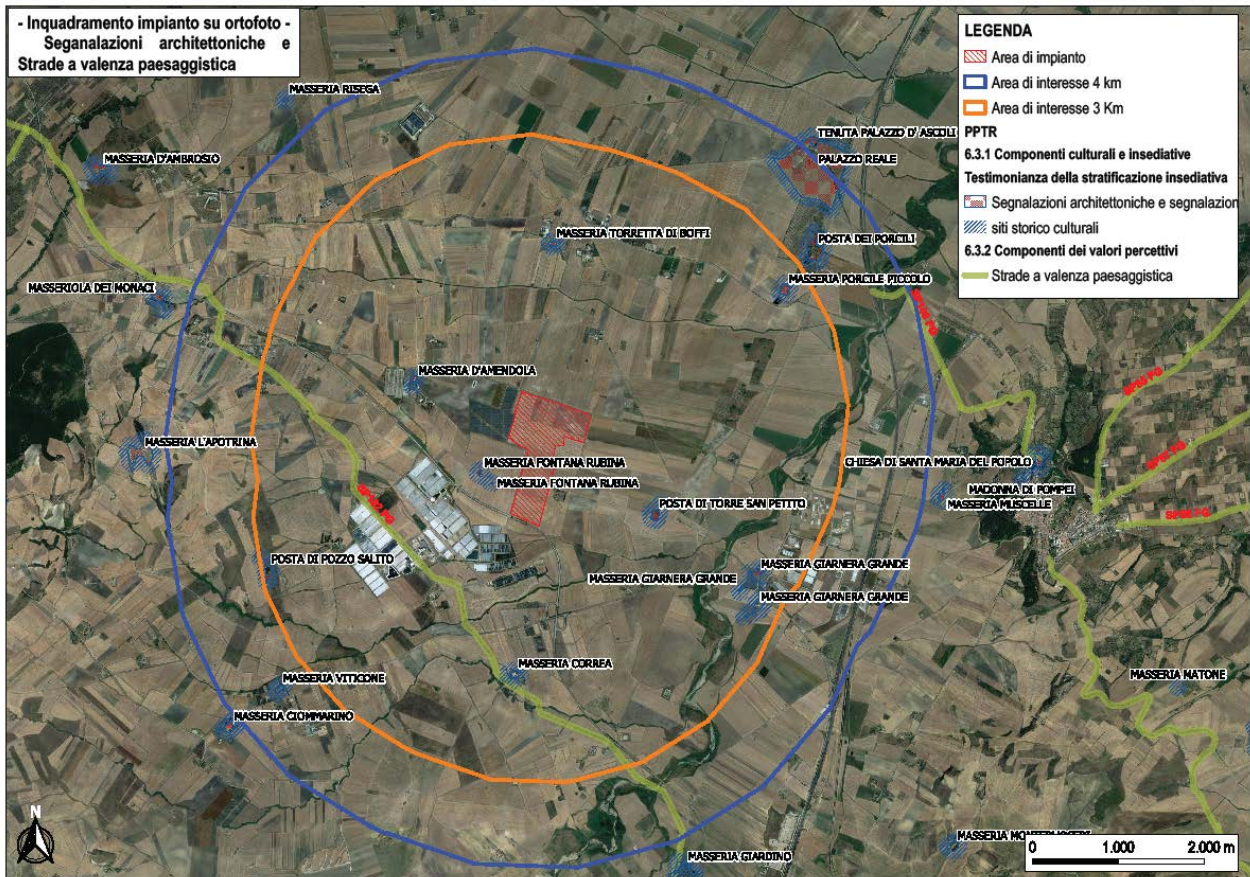 - Inquadramento impianto su ortofoto -
Seganalazioni architettoniche e
Strade a valenza paesaggistica
LEGENDA
Area di impianto
Area di interesse 4 km
Area di interesse 3 Km
PPTR
6.3.1 Componenti culturali e insediative
Testimonianza della stratificazione insediativa
Segnalazioni architettoniche e segnalazion
siti storico culturali
6.3.2 Componenti dei valori percettivi
Strade a valenza paesaggistica
MASSERIA RISEGA
TENUTA PALAZZO D' ASCOLI
MASSERIA D'AMBROSIO
PALAZZO REALE
MASSERIA TORRETTA DI BOFFI
POSTA DEI PORCILI
MASSERIA PORCILE PICCOLO
MASSERIOLA DEI MONACI
MASSERIA D'AMENDOLA
MASSERIA L'APOTRINA
CHIESA DI SANTA MARIA DEL POPOLO
MASSERIA FONTANA RUBINA
MASSERIA FONTANA RUBINA
MADONNA DI POMPEI
MASSERIA MUSCELLE
POSTA DI TORRE SAN PETITO
POSTA DI POZZO SALITO
MASSERIA GIARNERA GRANDE
MASSERIA GIARNERA GRANDE
MASSERIA GIARNERA GRANDE
MASSERIA CORREA
MASSERIA VITICONE
MASSERIA MATONE
MASSERIA CIOMMARINO
MASSERIA GIARDINO
N
0 1.000 2.000 m